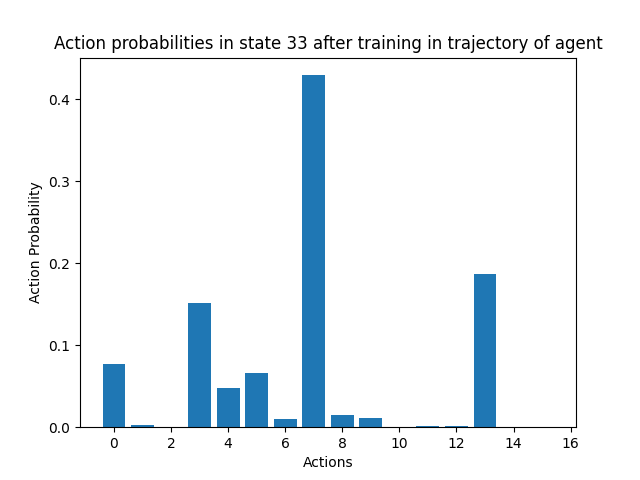 Action probabilities in state 33 after training in trajectory of agent
0.4
0.3
0.2
0.1
0.0
Action Probability
0 2 4 6 8 10 12 14 16
Actions